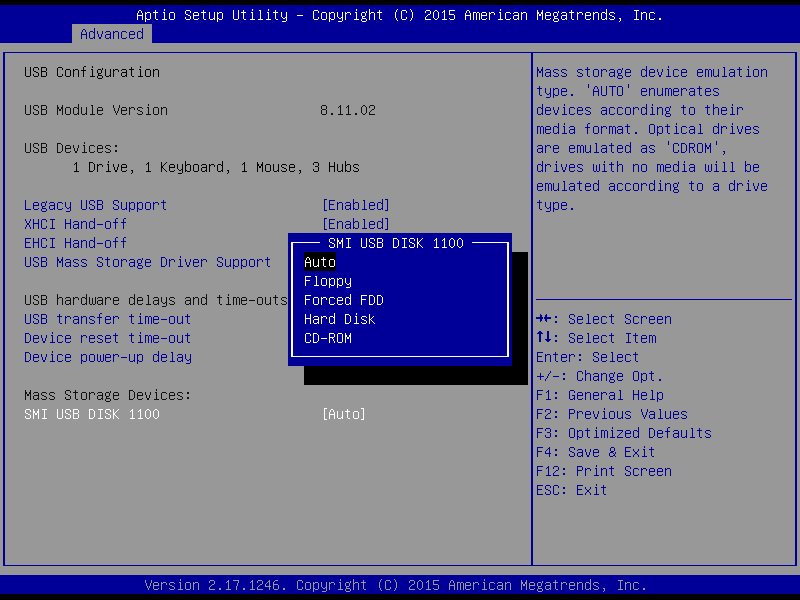 Aptio Setup Utility – Copyright (C) 2015 American Megatrends, Inc.
Advanced
USB Configuration
USB Module Version 8.11.02
USB Devices:
1 Drive, 1 Keyboard, 1 Mouse, 3 Hubs
Legacy USB Support [Enabled]
XHCI Hand-off [Enabled]
EHCI Hand-off
USB Mass Storage Driver Support
USB hardware delays and time-outs
USB transfer time-out
Device reset time-out
Device power-up delay
Mass Storage Devices:
SMI USB DISK 1100 [Auto]
SMI USB DISK 1100
Auto
Floppy
Forced FDD
Hard Disk
CD-ROM
Mass storage device emulation
type. 'AUTO' enumerates
devices according to their
media format. Optical drives
are emulated as 'CDROM',
drives with no media will be
emulated according to a drive
type.
→←: Select Screen
↑↓: Select Item
Enter: Select
+/-: Change Opt.
F1: General Help
F2: Previous Values
F3: Optimized Defaults
F4: Save & Exit
F12: Print Screen
ESC: Exit
Version 2.17.1246. Copyright (C) 2015 American Megatrends, Inc.